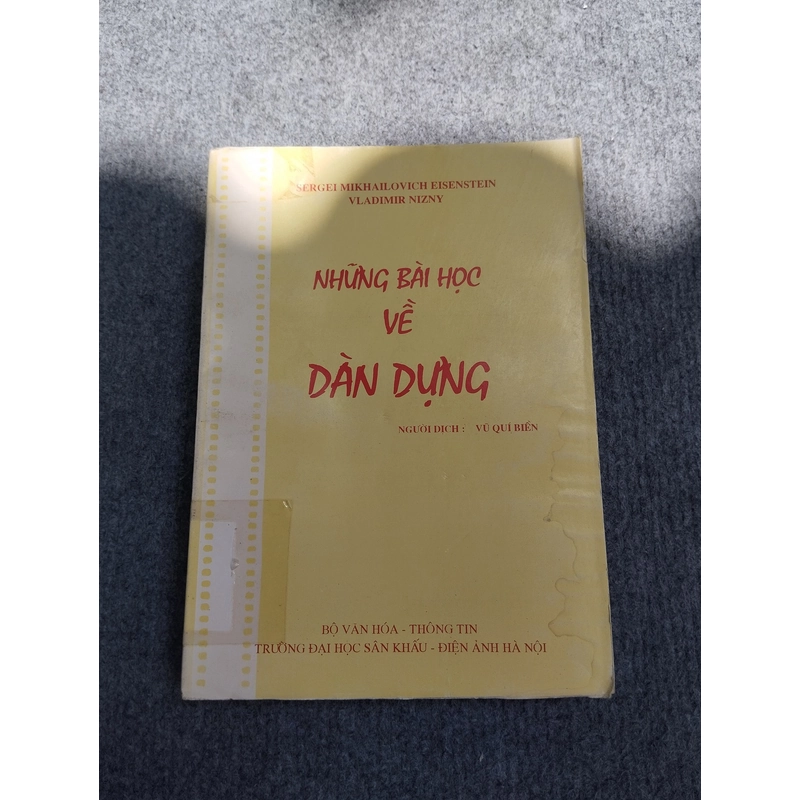 SERGEI MIKHAILOVICH EISENSTEIN
VLADIMIR NIZNY
NHỮNG BÀI HỌC
VỀ
DÀN DỰNG
NGƯỜI DỊCH : VŨ QUÍ BIỀN
BỘ VĂN HÓA - THÔNG TIN
TRƯỜNG ĐẠI HỌC SÂN KHẤU - ĐIỆN ẢNH HÀ NỘI